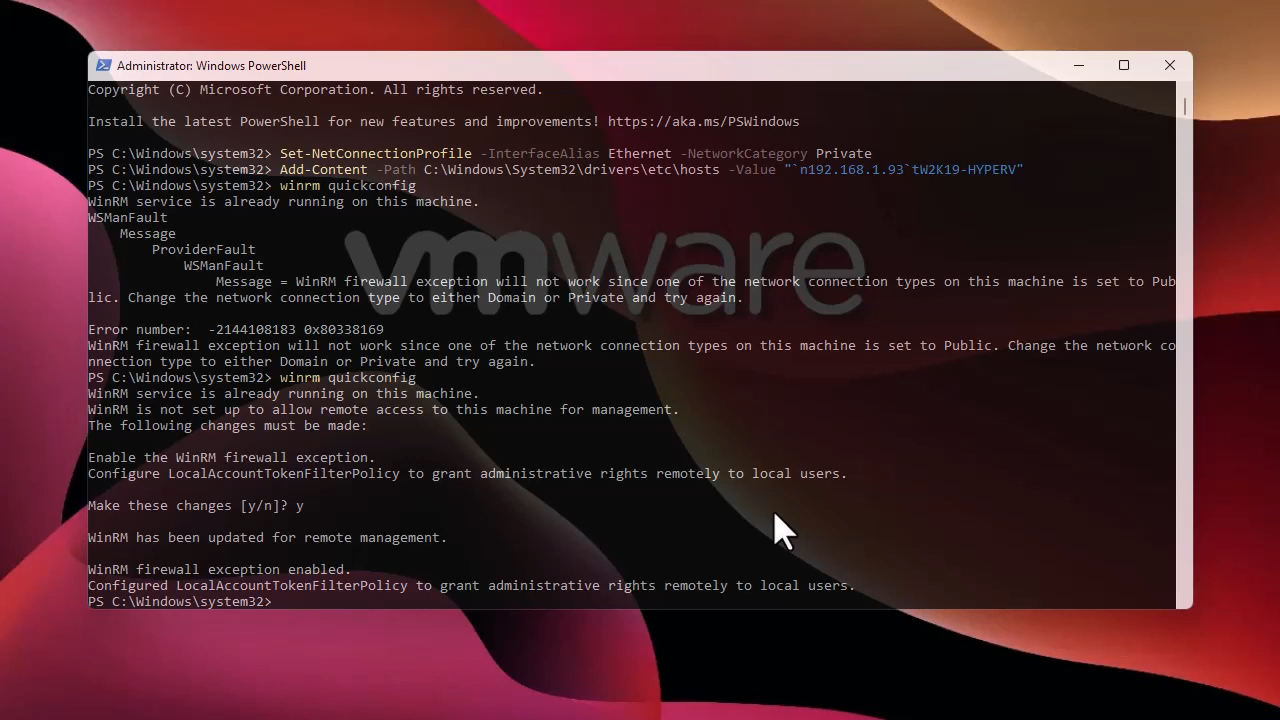 Administrator: Windows PowerShell
Copyright (C) Microsoft Corporation. All rights reserved.
Install the latest PowerShell for new features and improvements! https://aka.ms/PSWindows
PS C:\Windows\system32> Set-NetConnectionProfile -InterfaceAlias Ethernet -NetworkCategory Private
PS C:\Windows\system32> Add-Content -Path C:\Windows\System32\drivers\etc\hosts -Value "`n192.168.1.93`tW2K19-HYPERV"
PS C:\Windows\system32> winrm quickconfig
WinRM service is already running on this machine.
WSManFault
Message
ProviderFault
WSManFault
Message = WinRM firewall exception will not work since one of the network connection types on this machine is set to Pub
lic. Change the network connection type to either Domain or Private and try again.
vmware
Error number:  -2144108183 0x80338169
WinRM firewall exception will not work since one of the network connection types on this machine is set to Public. Change the network co
nnection type to either Domain or Private and try again.
PS C:\Windows\system32> winrm quickconfig
WinRM service is already running on this machine.
WinRM is not set up to allow remote access to this machine for management.
The following changes must be made:
Enable the WinRM firewall exception.
Configure LocalAccountTokenFilterPolicy to grant administrative rights remotely to local users.
Make these changes [y/n]? y
WinRM has been updated for remote management.
WinRM firewall exception enabled.
Configured LocalAccountTokenFilterPolicy to grant administrative rights remotely to local users.
PS C:\Windows\system32>